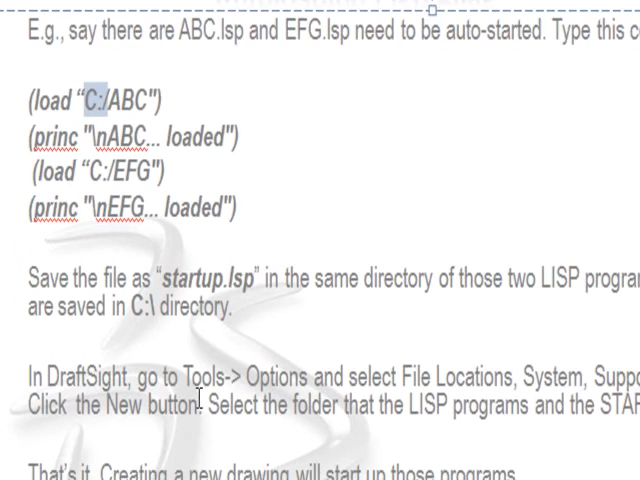 E.g., say there are ABC.lsp and EFG.lsp need to be auto-started. Type this
(load “C:/ABC")
(princ "\nABC... loaded")
(load “C:/EFG")
(princ "\nEFG... loaded")
Save the file as “startup.lsp” in the same directory of those two LISP
are saved in C:\ directory.
In DraftSight, go to Tools-> Options and select File Locations, System,
Click the New button. Select the folder that the LISP programs and the
That’s it. Creating a new drawing will start up those programs.